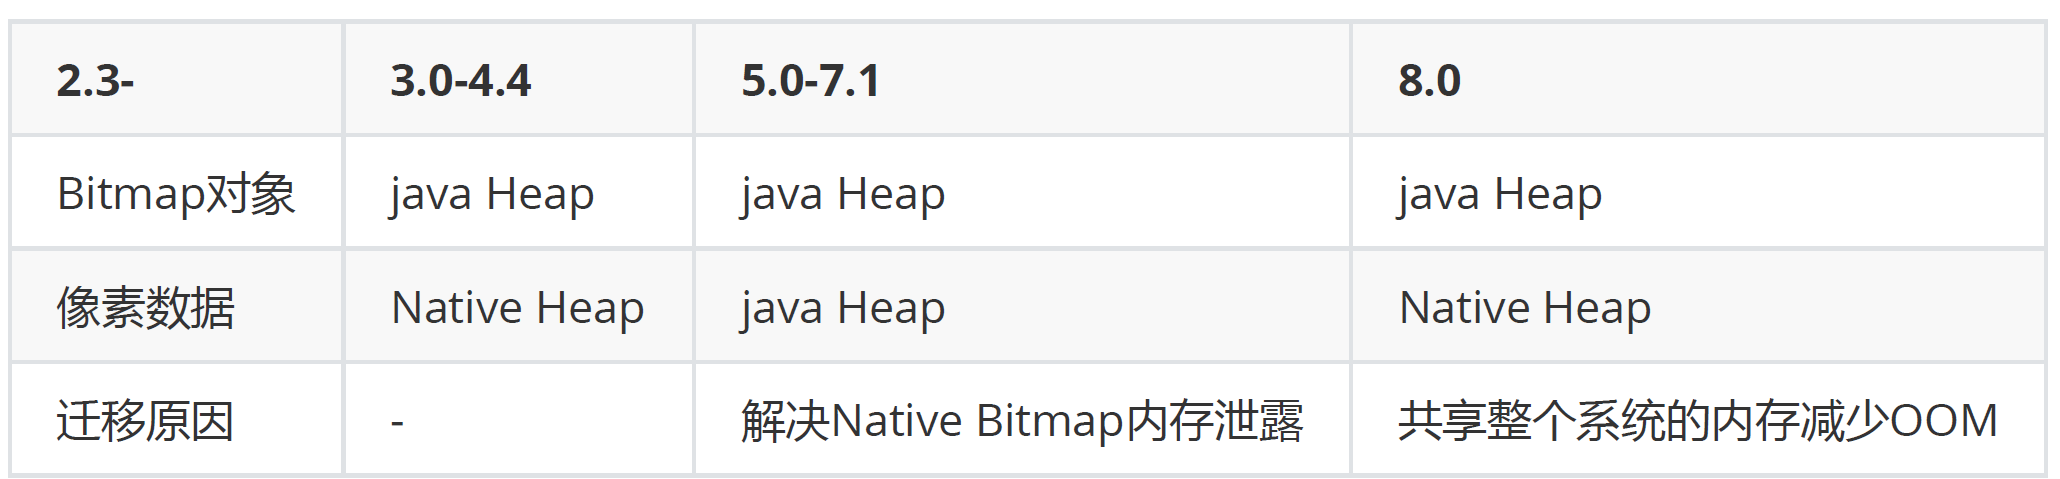 2.3- 3.0-4.4 5.0-7.1 8.0
Bitmap对象 java Heap java Heap java Heap
像素数据 Native Heap java Heap Native Heap
迁移原因 - 解决Native Bitmap内存泄露 共享整个系统的内存减少OOM